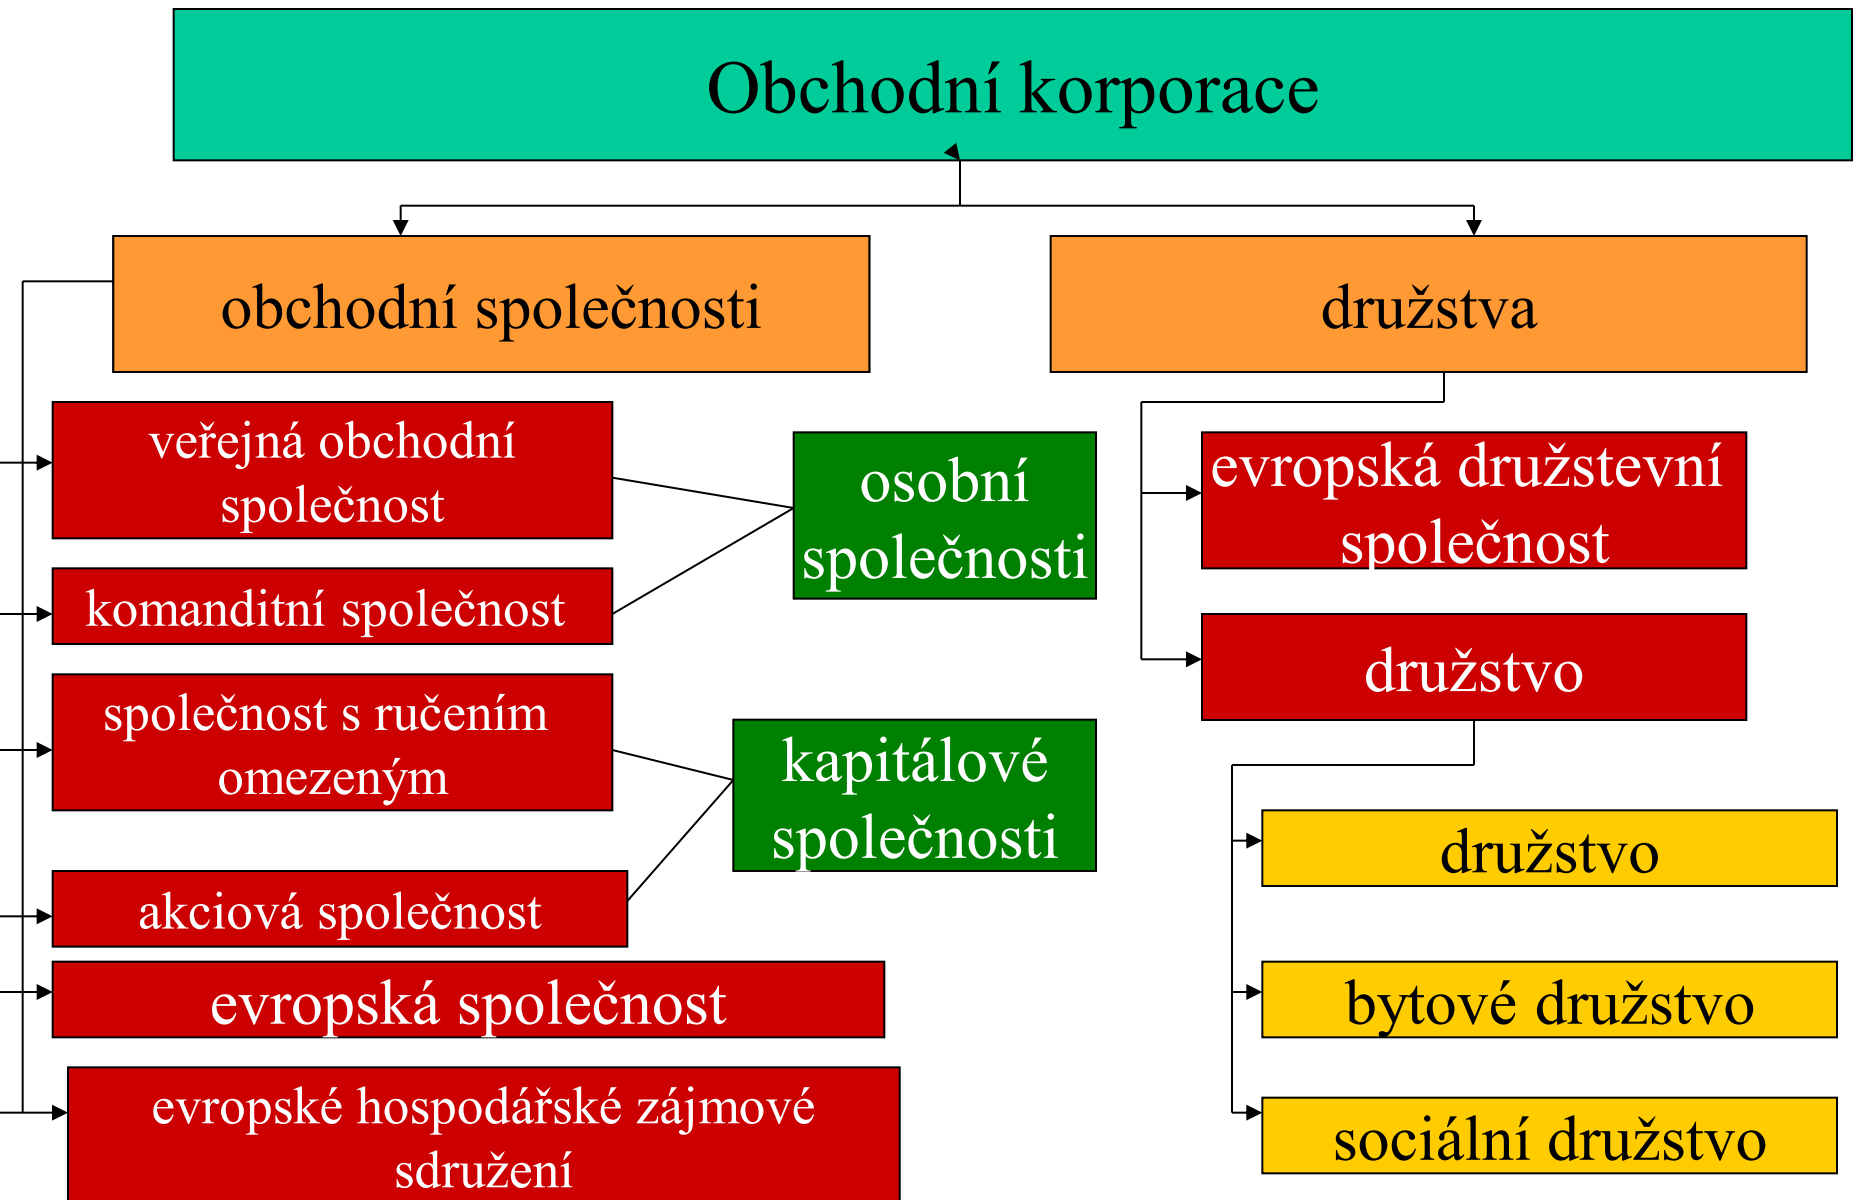 Obchodní korporace
obchodní společnosti
družstva
veřejná obchodní
společnost
komanditní společnost
společnost s ručením
omezeným
akciová společnost
evropská společnost
evropské hospodářské zájmové
sdružení
osobní
společnosti
kapitálové
společnosti
evropská družstevní
společnost
družstvo
družstvo
bytové družstvo
sociální družstvo